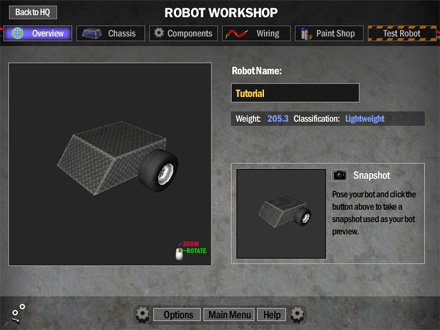 Back to HQ
ROBOT WORKSHOP
Overview
Chassis
Components
Wiring
Paint Shop
Test Robot
Robot Name:
Tutorial
Weight: 205.3 Classification: Lightweight
Snapshot
Pose your bot and click the
button above to take a
snapshot used as your bot
preview.
-ZOOM
-ROTATE
Options
Main Menu
Help